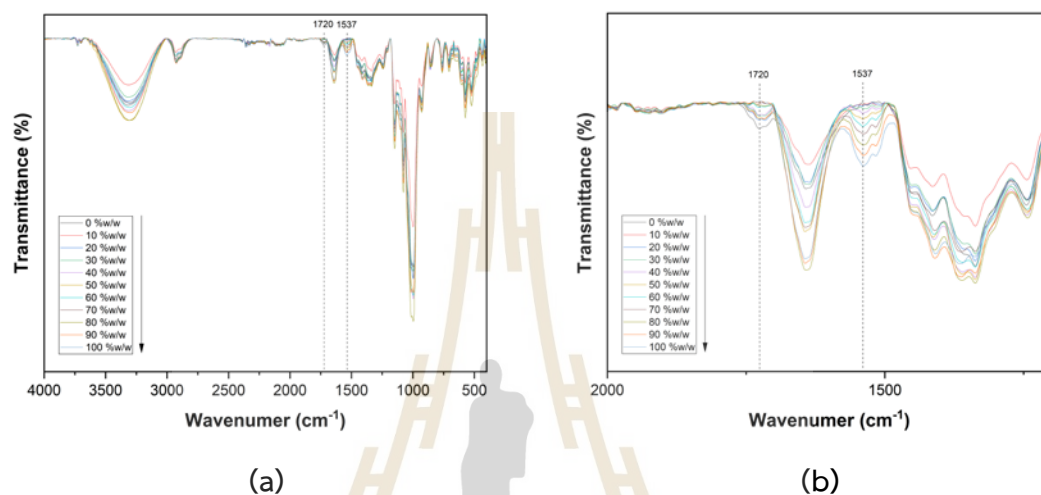 1720 1537
Transmittance (%)
0 %w/w
10 %w/w
20 %w/w
30 %w/w
40 %w/w
50 %w/w
60 %w/w
70 %w/w
80 %w/w
90 %w/w
100 %w/w
4000 3500 3000 2500 2000 1500 1000 500
Wavenumer (cm⁻¹)
(a)
1720 1537
Transmittance (%)
0 %w/w
10 %w/w
20 %w/w
30 %w/w
40 %w/w
50 %w/w
60 %w/w
70 %w/w
80 %w/w
90 %w/w
100 %w/w
2000 1500
Wavenumer (cm⁻¹)
(b)